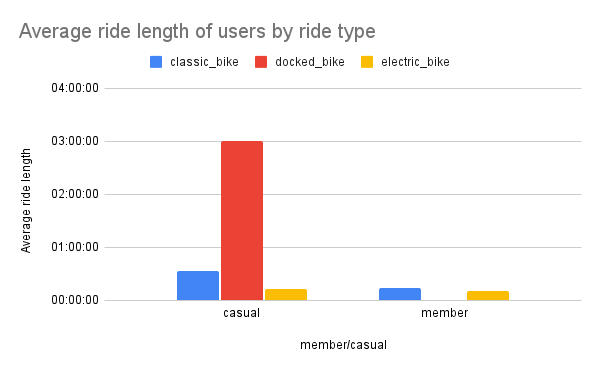 Average ride length of users by ride type
classic_bike docked_bike electric_bike
04:00:00
03:00:00
02:00:00
01:00:00
00:00:00
Average ride length
casual member
member/casual